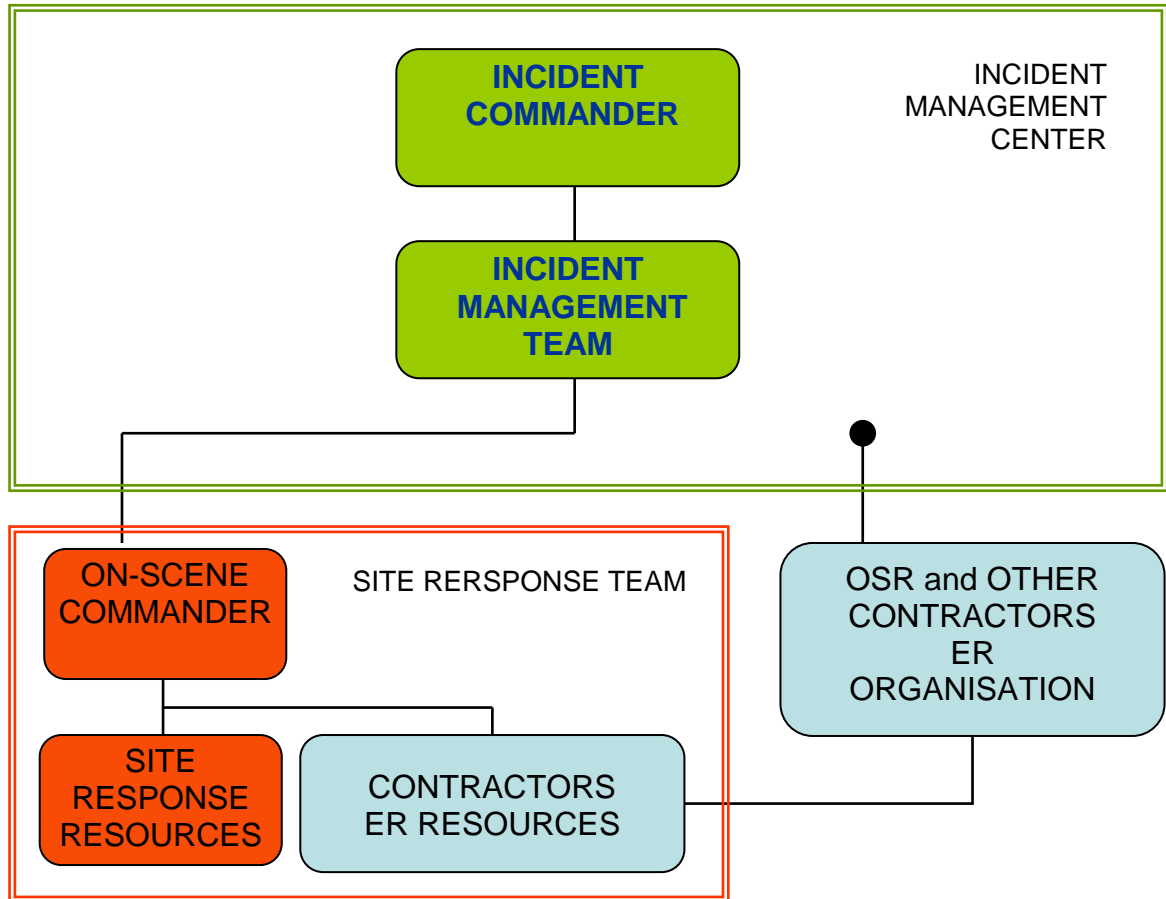 INCIDENT
COMMANDER
INCIDENT
MANAGEMENT
CENTER
INCIDENT
MANAGEMENT
TEAM
ON-SCENE
COMMANDER
SITE RERSPONSE TEAM
OSR and OTHER
CONTRACTORS
ER
ORGANISATION
SITE
RESPONSE
RESOURCES
CONTRACTORS
ER RESOURCES